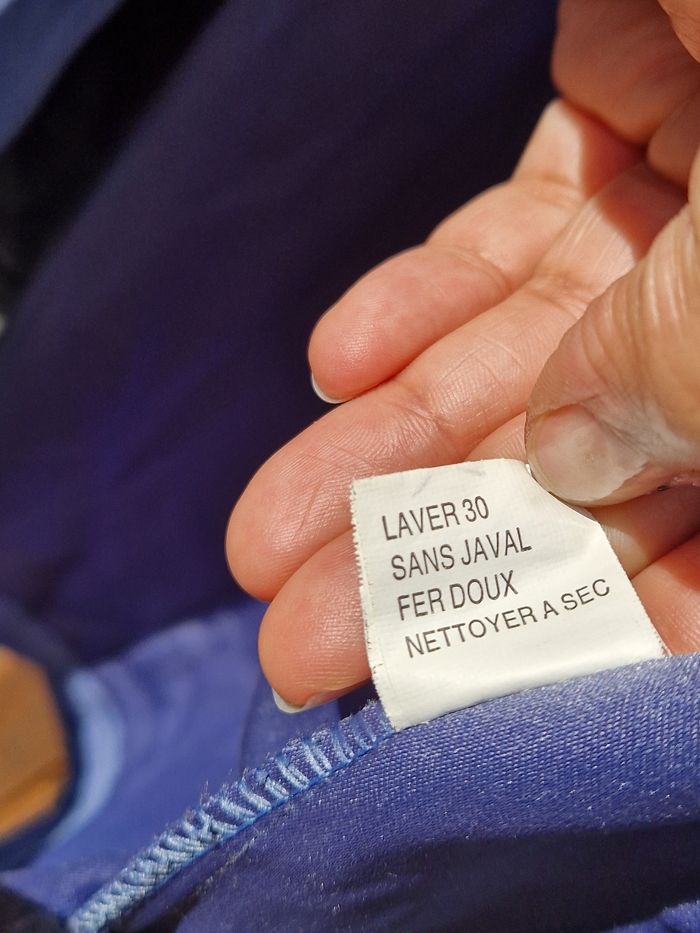 LAVER 30
SANS JAVAL
FER DOUX
NETTOYER A SEC